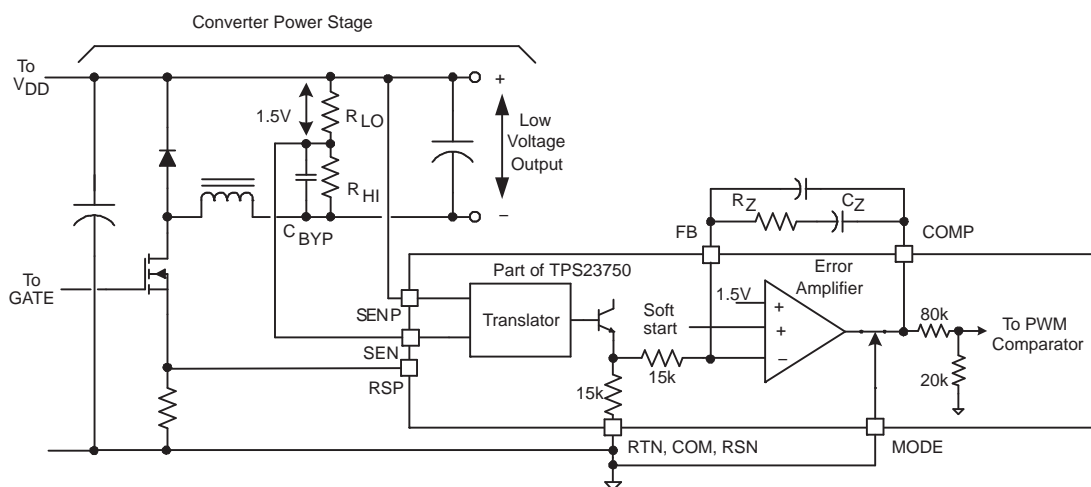 Converter Power Stage
To
VDD
+
1.5V
RLO
Low
Voltage
Output
RHI
−
CBYP
RZ
CZ
FB
COMP
To
GATE
Part of TPS23750
Error
Amplifier
SENP
Translator
Soft
start
1.5V
+
+
−
80k
To PWM
Comparator
SEN
RSP
15k
15k
20k
RTN, COM, RSN
MODE